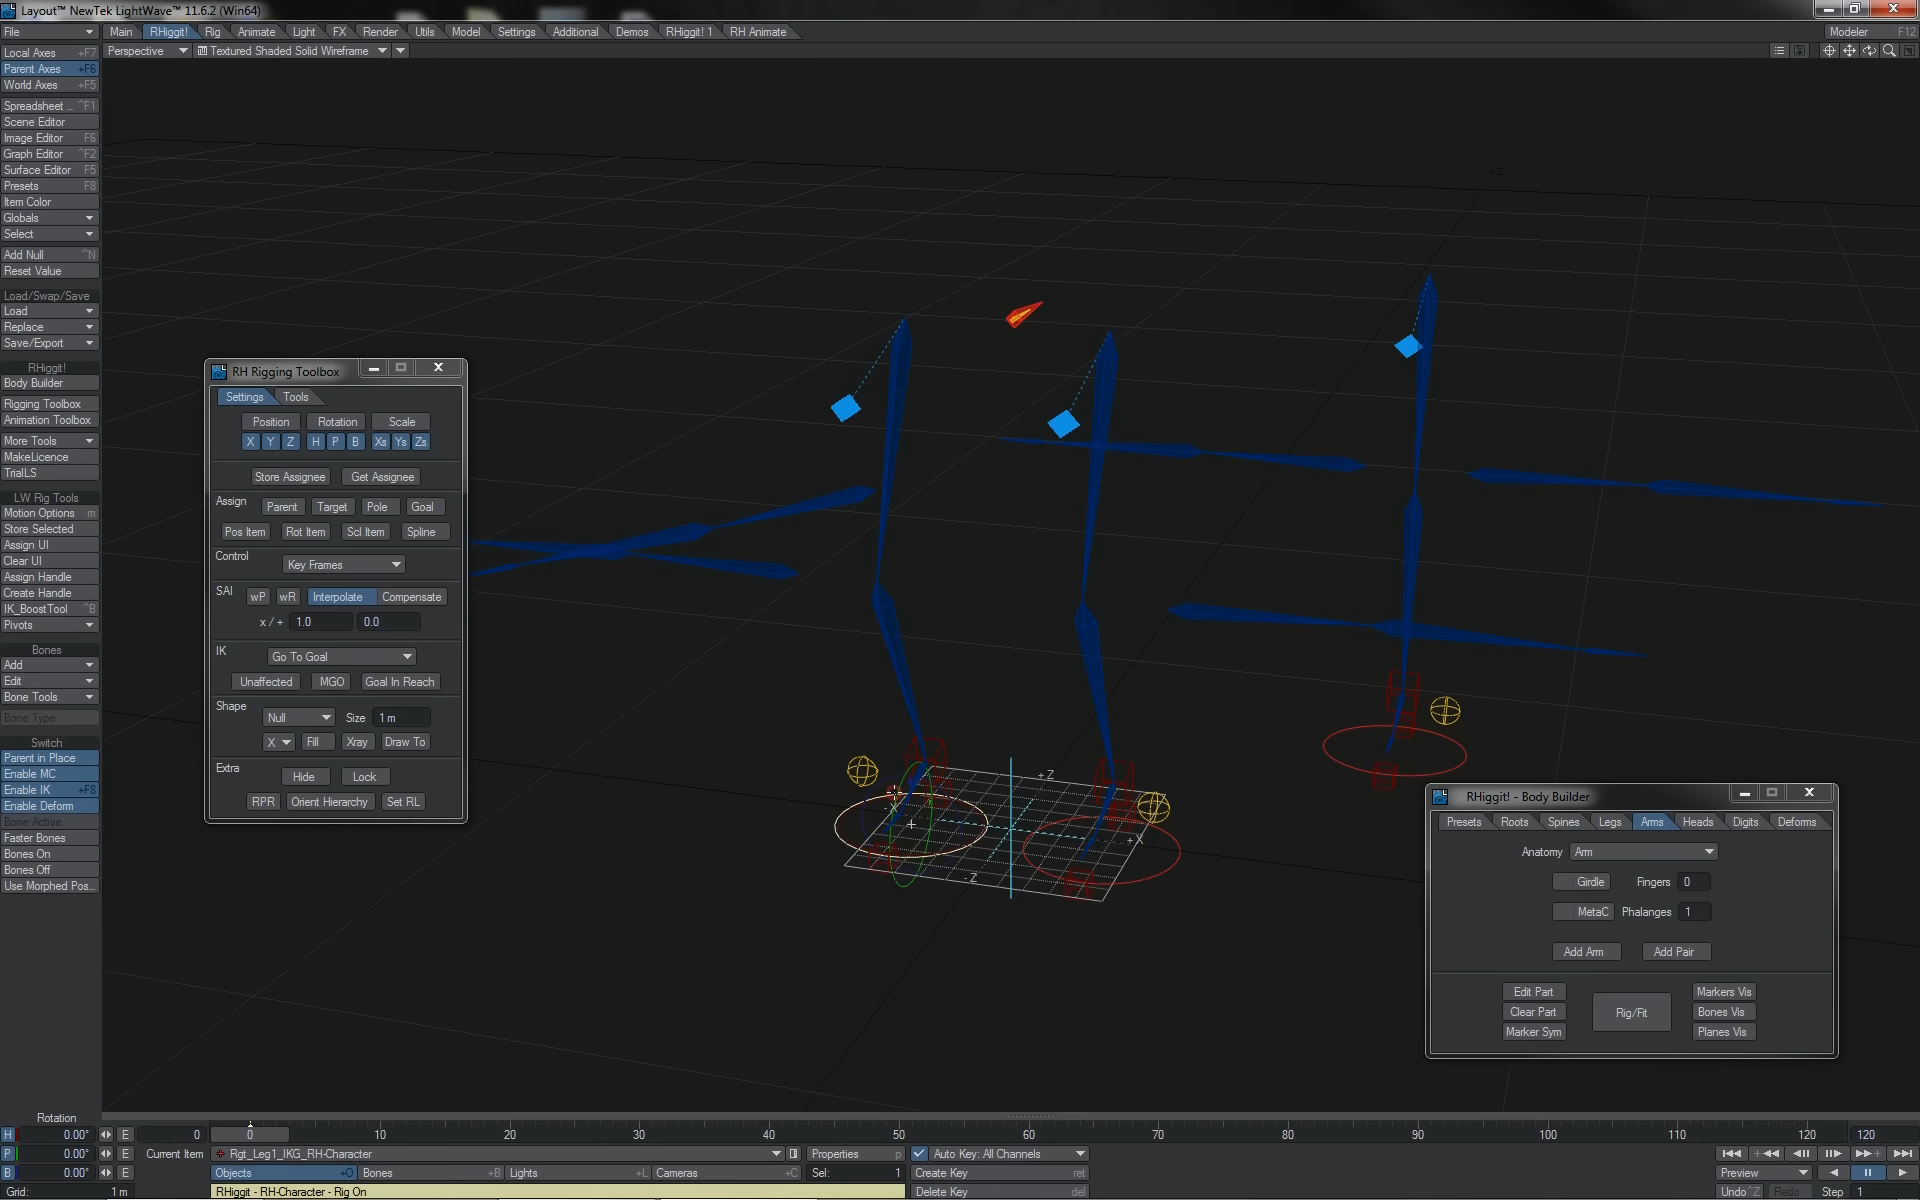 Layout™ NewTek LightWave™ 11.6.2 (Win64)
File Main RHiggit! Rig Animate Light FX Render Utils Model Settings Additional Demos RHiggit! 1 RH Animate Modeler F12
Perspective Textured Shaded Solid Wireframe
Local Axes +F7
Parent Axes +F6
World Axes +F5
Spreadsheet ... ^F1
Scene Editor
Image Editor F6
Graph Editor ^F2
Surface Editor F5
Presets F8
Item Color
Globals
Select
Add Null ^N
Reset Value
Load/Swap/Save
Load
Replace
Save/Export
RHiggit!
Body Builder
Rigging Toolbox
Animation Toolbox
More Tools
MakeLicence
TrialLS
LW Rig Tools
Motion Options m
Store Selected
Assign UI
Clear UI
Assign Handle
Create Handle
IK_BoostTool ^B
Pivots
Bones
Add
Edit
Bone Tools
Bone Type
Switch
Parent in Place
Enable MC
Enable IK +F8
Enable Deform
Bone Active
Faster Bones
Bones On
Bones Off
Use Morphed Pos...
RH Rigging Toolbox
Settings Tools
Position Rotation Scale
X Y Z H P B Xs Ys Zs
Store Assignee Get Assignee
Assign Parent Target Pole Goal
Pos Item Rot Item Scl Item Spline
Control Key Frames
SAI wP wR Interpolate Compensate
x / + 1.0 0.0
IK Go To Goal
Unaffected MGO Goal In Reach
Shape Null Size 1 m
X Fill Xray Draw To
Extra Hide Lock
RPR Orient Hierarchy Set RL
+Z
+Z
-X
+X
-Z
RHiggit! - Body Builder
Presets Roots Spines Legs Arms Heads Digits Deforms
Anatomy Arm
Girdle Fingers 0
MetaC Phalanges 1
Add Arm Add Pair
Edit Part Markers Vis
Clear Part Rig/Fit Bones Vis
Marker Sym Planes Vis
Rotation
H 0.00° E 0 0 10 20 30 40 50 60 70 80 90 100 110 120 120
P 0.00° E Current Item Rgt_Leg1_IKG_RH-Character Properties p Auto Key: All Channels
B 0.00° E Objects +O Bones +B Lights +L Cameras +C Sel: 1 Create Key ret Preview
Grid: 1 m RHiggit - RH-Character - Rig On Delete Key del Undo ^Z Redo Step 1